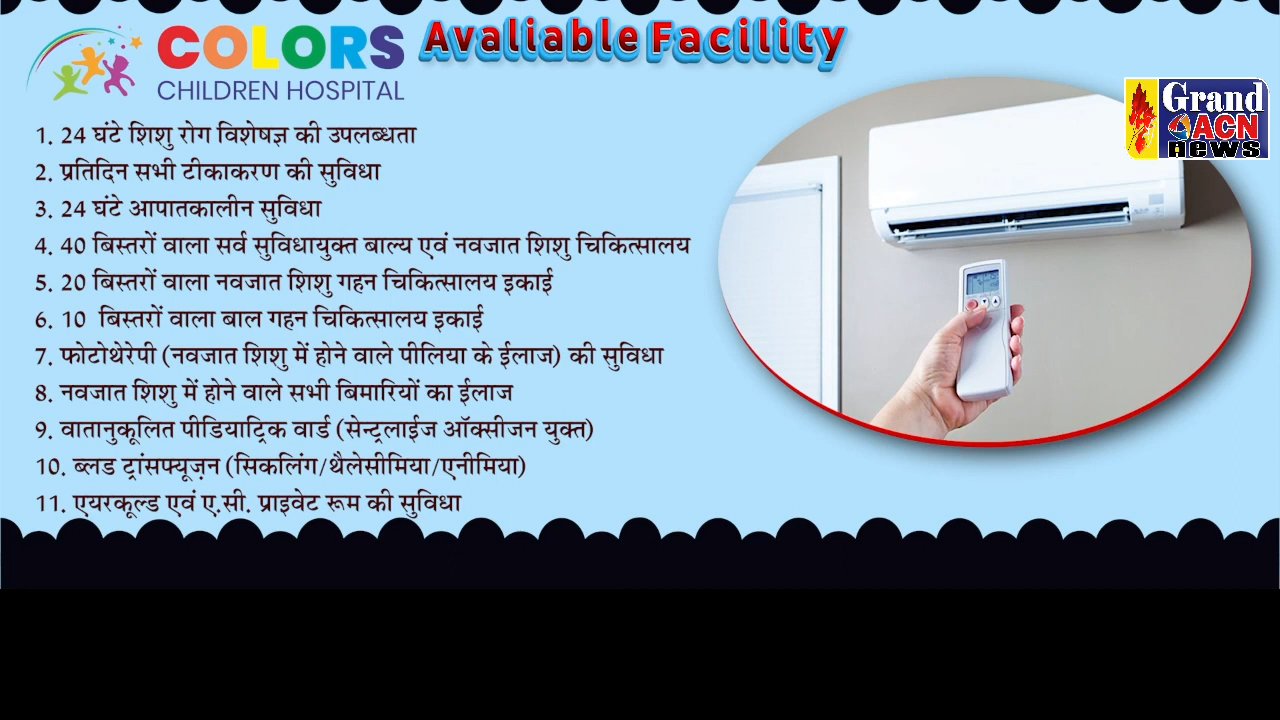 COLORS
CHILDREN HOSPITAL
Avaliable Facility
Grand
ACN
news
1. 24 घंटे शिशु रोग विशेषज्ञ की उपलब्धता
2. प्रतिदिन सभी टीकाकरण की सुविधा
3. 24 घंटे आपातकालीन सुविधा
4. 40 बिस्तरों वाला सर्व सुविधायुक्त बाल्य एवं नवजात शिशु चिकित्सालय
5. 20 बिस्तरों वाला नवजात शिशु गहन चिकित्सालय इकाई
6. 10 बिस्तरों वाला बाल गहन चिकित्सालय इकाई
7. फोटोथेरेपी (नवजात शिशु में होने वाले पीलिया के ईलाज) की सुविधा
8. नवजात शिशु में होने वाले सभी बिमारियों का ईलाज
9. वातानुकूलित पीडियाट्रिक वार्ड (सेन्ट्रलाईज ऑक्सीजन युक्त)
10. ब्लड ट्रांसफ्यूज़न (सिकलिंग/थैलेसीमिया/एनीमिया)
11. एयरकूल्ड एवं ए.सी. प्राइवेट रूम की सुविधा